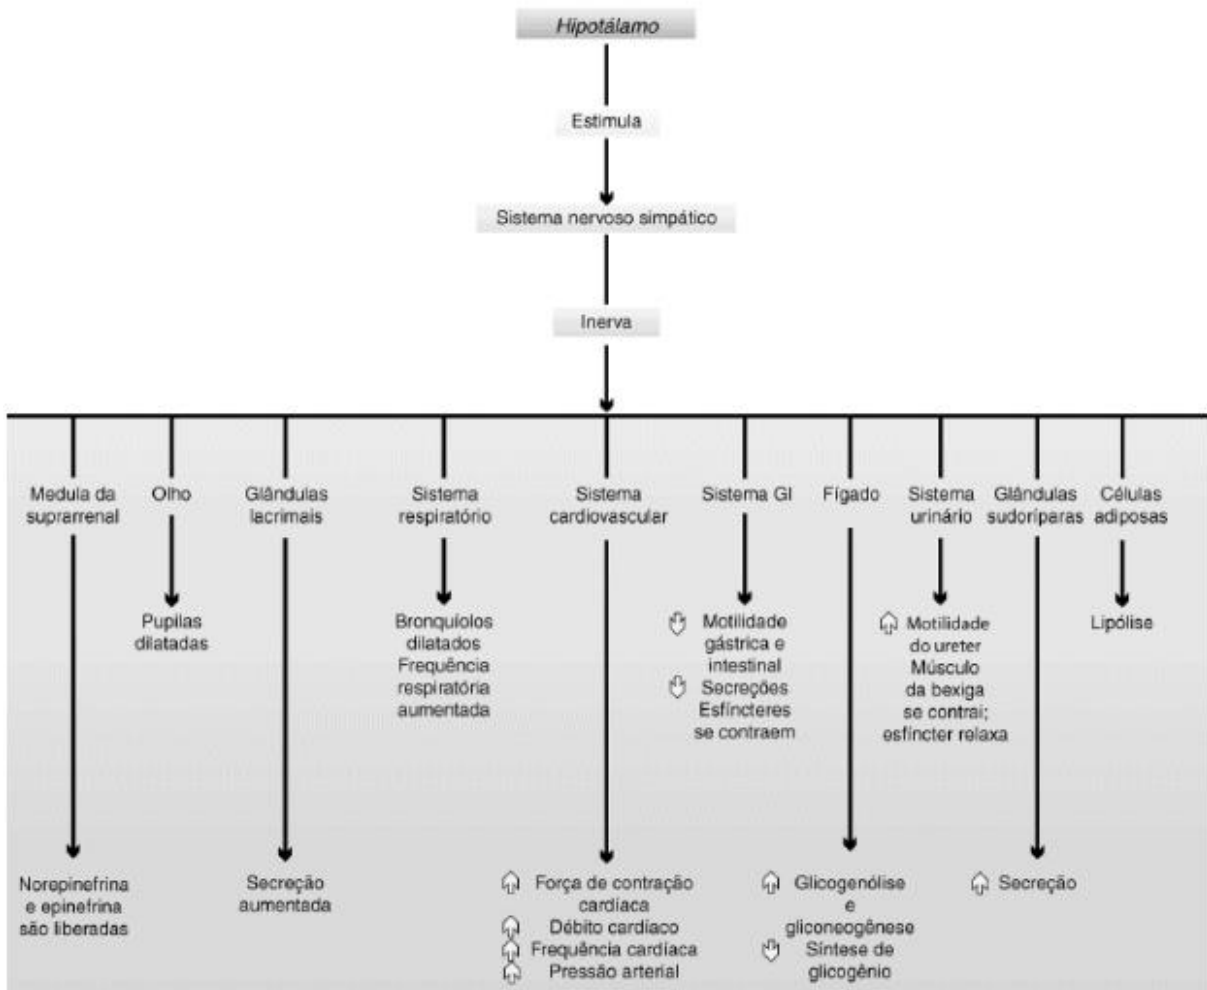 Hipotálamo
Estimula
Sistema nervoso simpático
Inerva
Medula da
suprarrenal
Olho
Glândulas
lacrimais
Sistema
respiratório
Sistema
cardiovascular
Sistema GI
Fígado
Sistema
urinário
Glândulas
sudoríparas
Células
adiposas
Pupilas
dilatadas
Bronquíolos
dilatados
Frequência
respiratória
aumentada
Motilidade
gástrica e
intestinal
Secreções
Esfíncteres
se contraem
Motilidade
do ureter
Músculo
da bexiga
se contrai;
esfíncter relaxa
Lipólise
Norepinefrina
e epinefrina
são liberadas
Secreção
aumentada
Força de contração
cardíaca
Débito cardíaco
Frequência cardíaca
Pressão arterial
Glicogenólise
e
gliconeogênese
Síntese de
glicogênio
Secreção